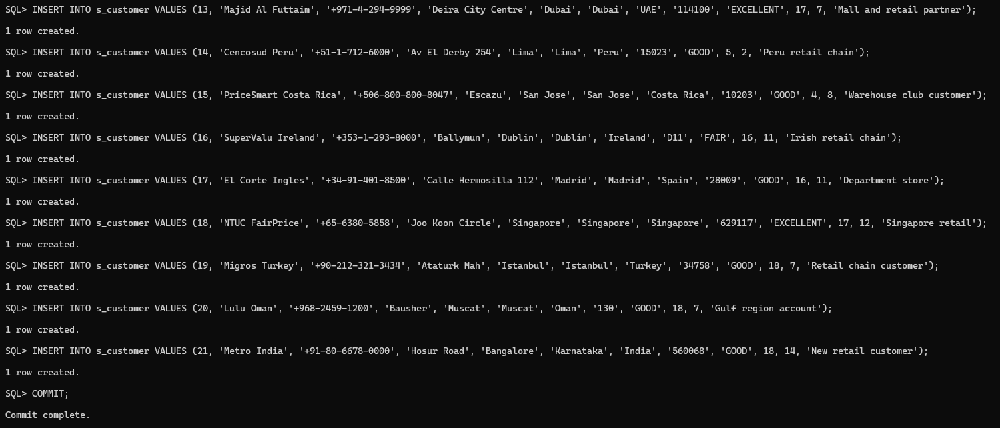 SQL> INSERT INTO s_customer VALUES (13, 'Majid Al Futtaim', '+971-4-294-9999', 'Deira City Centre', 'Dubai', 'Dubai', 'UAE', '114100', 'EXCELLENT', 17, 7, 'Mall and retail partner');
1 row created.
SQL> INSERT INTO s_customer VALUES (14, 'Cencosud Peru', '+51-1-712-6000', 'Av El Derby 254', 'Lima', 'Lima', 'Peru', '15023', 'GOOD', 5, 2, 'Peru retail chain');
1 row created.
SQL> INSERT INTO s_customer VALUES (15, 'PriceSmart Costa Rica', '+506-800-800-8047', 'Escazu', 'San Jose', 'San Jose', 'Costa Rica', '10203', 'GOOD', 4, 8, 'Warehouse club customer');
1 row created.
SQL> INSERT INTO s_customer VALUES (16, 'SuperValu Ireland', '+353-1-293-8000', 'Ballymun', 'Dublin', 'Dublin', 'Ireland', 'D11', 'FAIR', 16, 11, 'Irish retail chain');
1 row created.
SQL> INSERT INTO s_customer VALUES (17, 'El Corte Ingles', '+34-91-401-8500', 'Calle Hermosilla 112', 'Madrid', 'Madrid', 'Spain', '28009', 'GOOD', 16, 11, 'Department store');
1 row created.
SQL> INSERT INTO s_customer VALUES (18, 'NTUC FairPrice', '+65-6380-5858', 'Joo Koon Circle', 'Singapore', 'Singapore', 'Singapore', '629117', 'EXCELLENT', 17, 12, 'Singapore retail');
1 row created.
SQL> INSERT INTO s_customer VALUES (19, 'Migros Turkey', '+90-212-321-3434', 'Ataturk Mah', 'Istanbul', 'Istanbul', 'Turkey', '34758', 'GOOD', 18, 7, 'Retail chain customer');
1 row created.
SQL> INSERT INTO s_customer VALUES (20, 'Lulu Oman', '+968-2459-1200', 'Bausher', 'Muscat', 'Muscat', 'Oman', '130', 'GOOD', 18, 7, 'Gulf region account');
1 row created.
SQL> INSERT INTO s_customer VALUES (21, 'Metro India', '+91-80-6678-0000', 'Hosur Road', 'Bangalore', 'Karnataka', 'India', '560068', 'GOOD', 18, 14, 'New retail customer');
1 row created.
SQL> COMMIT;
Commit complete.